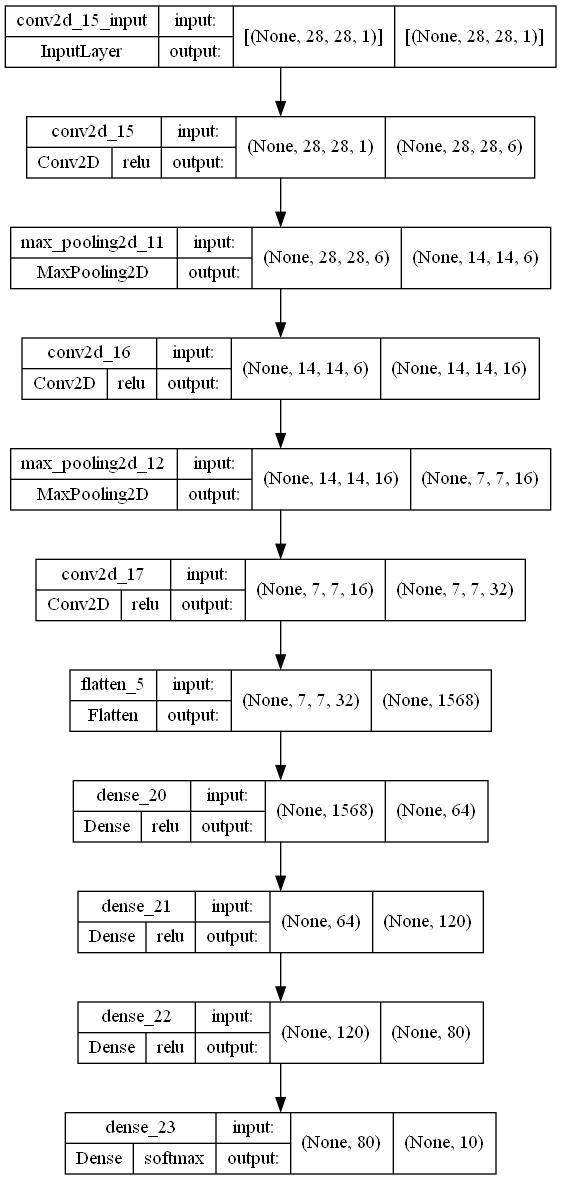 conv2d_15_input input: [(None, 28, 28, 1)] [(None, 28, 28, 1)]
InputLayer output:
conv2d_15 input: (None, 28, 28, 1) (None, 28, 28, 6)
Conv2D relu output:
max_pooling2d_11 input: (None, 28, 28, 6) (None, 14, 14, 6)
MaxPooling2D output:
conv2d_16 input: (None, 14, 14, 6) (None, 14, 14, 16)
Conv2D relu output:
max_pooling2d_12 input: (None, 14, 14, 16) (None, 7, 7, 16)
MaxPooling2D output:
conv2d_17 input: (None, 7, 7, 16) (None, 7, 7, 32)
Conv2D relu output:
flatten_5 input: (None, 7, 7, 32) (None, 1568)
Flatten output:
dense_20 input: (None, 1568) (None, 64)
Dense relu output:
dense_21 input: (None, 64) (None, 120)
Dense relu output:
dense_22 input: (None, 120) (None, 80)
Dense relu output:
dense_23 input: (None, 80) (None, 10)
Dense softmax output: